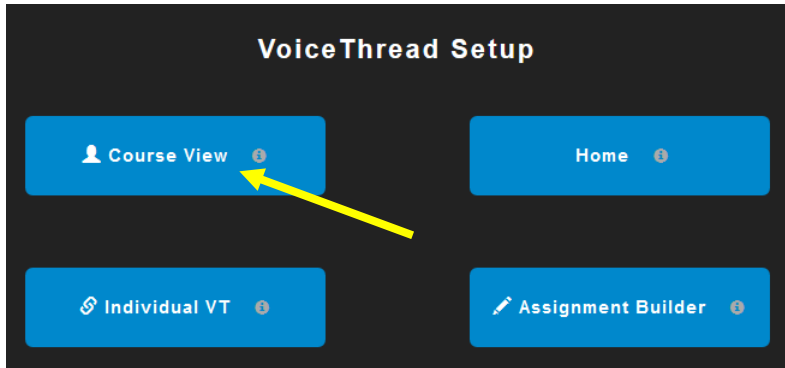 VoiceThread Setup
Course View
Home
Individual VT
Assignment Builder